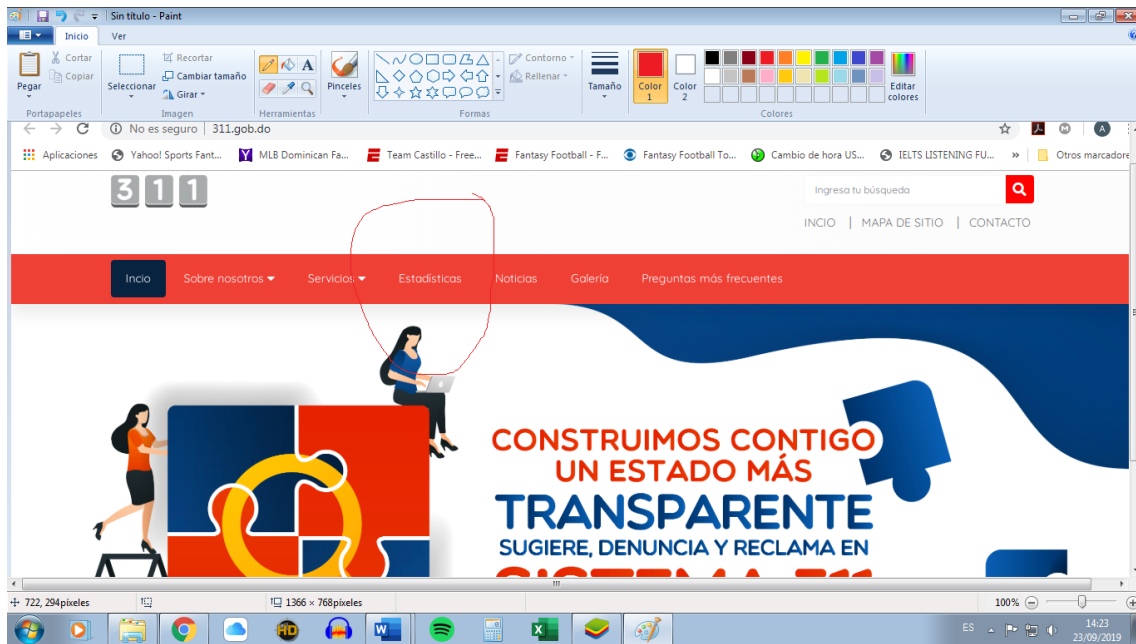 Sin título - Paint
Inicio Ver
Pegar
Cortar
Copiar
Portapapeles
Seleccionar
Recortar
Cambiar tamaño
Girar
Imagen
A
Herramientas
Pinceles
Contorno
Rellenar
Formas
Tamaño
Color 1
Color 2
Editar colores
Colores
No es seguro 311.gob.do
M A
Aplicaciones Yahoo! Sports Fant... MLB Dominican Fa... Team Castillo - Free... Fantasy Football - F... Fantasy Football To... Cambio de hora US... IELTS LISTENING FU... » Otros marcadore
311
Ingresa tu búsqueda
INCIO | MAPA DE SITIO | CONTACTO
Incio Sobre nosotros Servicios Estadísticas Noticias Galería Preguntas más frecuentes
CONSTRUIMOS CONTIGO
UN ESTADO MÁS
TRANSPARENTE
SUGIERE, DENUNCIA Y RECLAMA EN
SISTEMA 311
722, 294píxeles 1366 × 768píxeles 100%
HD W X ES 14:23
23/09/2019